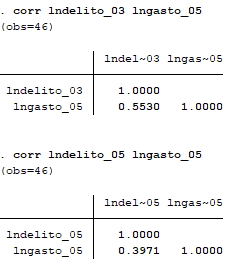 . corr lndelito_03 lngasto_05
(obs=46)
lndel~03 lngas~05
lndelito_03 1.0000
lngasto_05 0.5530 1.0000
. corr lndelito_05 lngasto_05
(obs=46)
lndel~05 lngas~05
lndelito_05 1.0000
lngasto_05 0.3971 1.0000